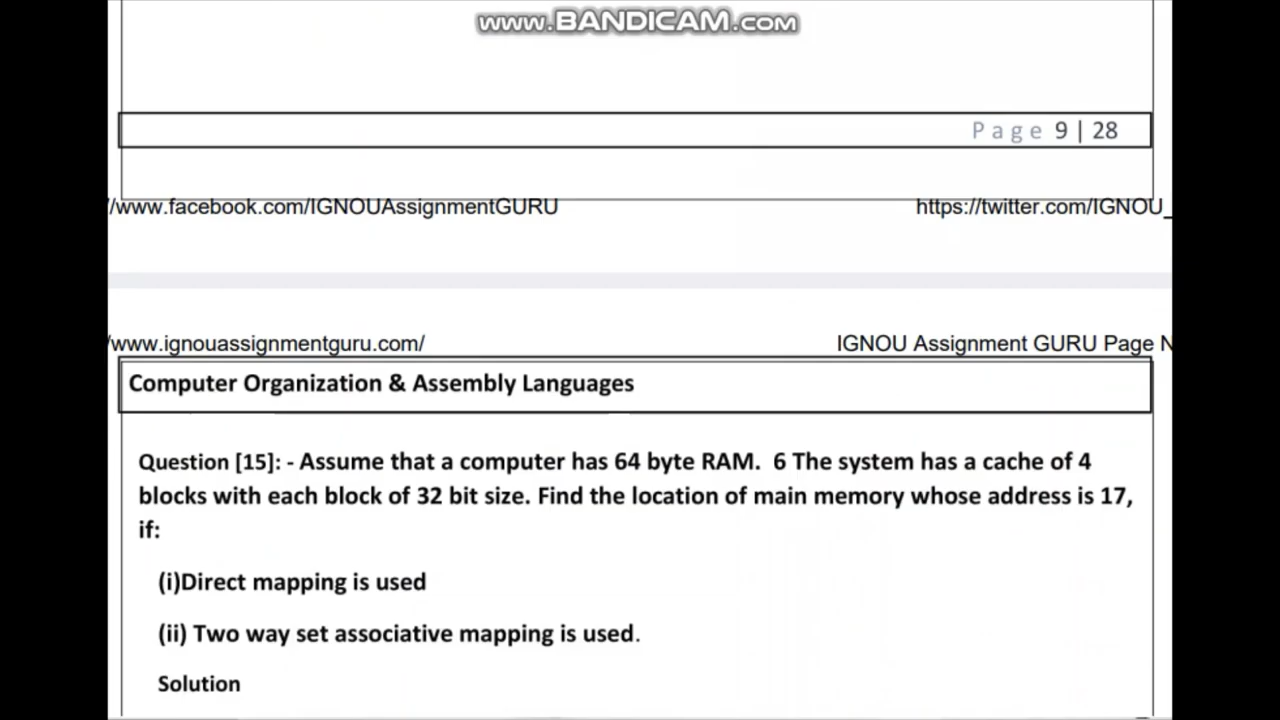 www.BANDICAM.com
Page 9 | 28
/www.facebook.com/IGNOUAssignmentGURU
https://twitter.com/IGNOU_
/www.ignouassignmentguru.com/
IGNOU Assignment GURU Page N
Computer Organization & Assembly Languages
Question [15]: - Assume that a computer has 64 byte RAM. 6 The system has a cache of 4
blocks with each block of 32 bit size. Find the location of main memory whose address is 17,
if:
(i)Direct mapping is used
(ii) Two way set associative mapping is used.
Solution